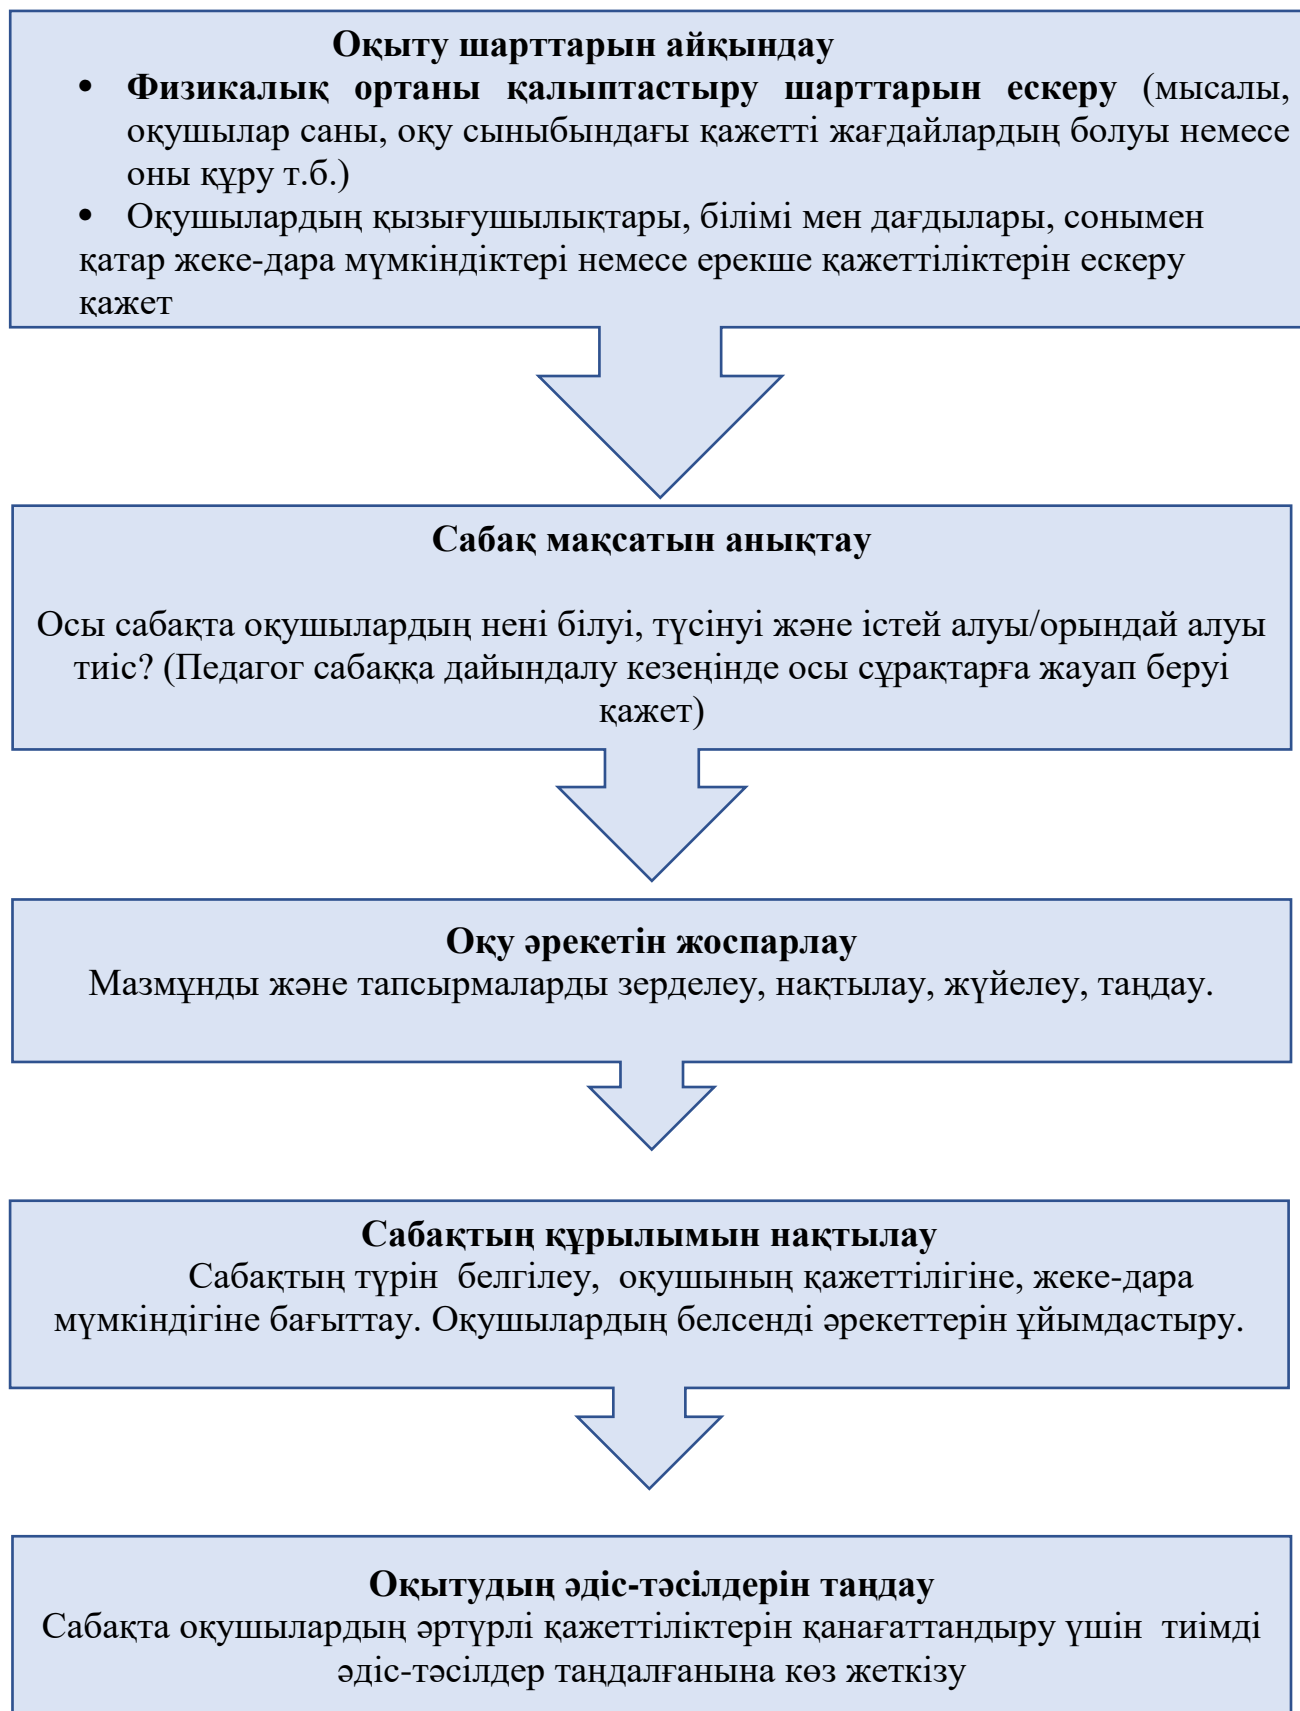 Оқыту шарттарын айқындау
• Физикалық ортаны қалыптастыру шарттарын ескеру (мысалы,
оқушылар саны, оқу сыныбындағы қажетті жағдайлардың болуы немесе
оны құру т.б.)
• Оқушылардың қызығушылықтары, білімі мен дағдылары, сонымен
қатар жеке-дара мүмкіндіктері немесе ерекше қажеттіліктерін ескеру
қажет
Сабақ мақсатын анықтау
Осы сабақта оқушылардың нені білуі, түсінуі және істей алуы/орындай алуы
тиіс? (Педагог сабаққа дайындалу кезеңінде осы сұрақтарға жауап беруі
қажет)
Оқу әрекетін жоспарлау
Мазмұнды және тапсырмаларды зерделеу, нақтылау, жүйелеу, таңдау.
Сабақтың құрылымын нақтылау
Сабақтың түрін белгілеу, оқушының қажеттілігіне, жеке-дара
мүмкіндігіне бағыттау. Оқушылардың белсенді әрекеттерін ұйымдастыру.
Оқытудың әдіс-тәсілдерін таңдау
Сабақта оқушылардың әртүрлі қажеттіліктерін қанағаттандыру үшін тиімді
әдіс-тәсілдер таңдалғанына көз жеткізу